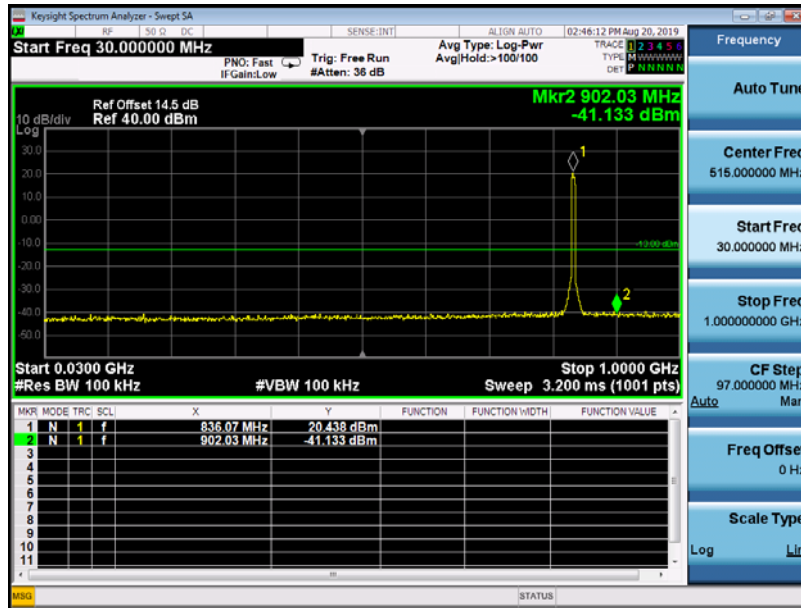 Keysight Spectrum Analyzer - Swept SA
RF 50 Ω DC SENSE:INT ALIGN AUTO 02:46:12 PM Aug 20, 2019
Start Freq 30.000000 MHz
PNO: Fast
IFGain:Low
Trig: Free Run
#Atten: 36 dB
Avg Type: Log-Pwr
Avg|Hold:>100/100
TRACE 1 2 3 4 5 6
TYPE M W W W W W
DET P N N N N N
Ref Offset 14.5 dB
Ref 40.00 dBm
10 dB/div
Log
Mkr2 902.03 MHz
-41.133 dBm
30.0
20.0
10.0
0.00
-10.0
-20.0
-30.0
-40.0
-50.0
1
-13.00 dBm
2
Start 0.0300 GHz
Stop 1.0000 GHz
#Res BW 100 kHz
#VBW 100 kHz
Sweep 3.200 ms (1001 pts)
MKR MODE TRC SCL X Y FUNCTION FUNCTION WIDTH FUNCTION VALUE
1 N 1 f 836.07 MHz 20.438 dBm
2 N 1 f 902.03 MHz -41.133 dBm
3
4
5
6
7
8
9
10
11
MSG
STATUS
Frequency
Auto Tune
Center Freq
515.000000 MHz
Start Freq
30.000000 MHz
Stop Freq
1.000000000 GHz
CF Step
97.000000 MHz
Auto Man
Freq Offset
0 Hz
Scale Type
Log Lin